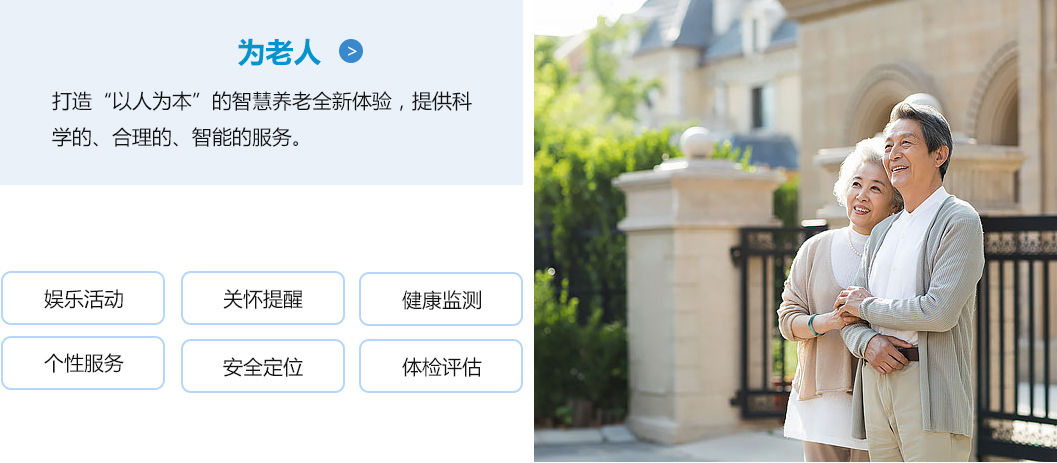 为老人 >
打造“以人为本”的智慧养老全新体验，提供科
学的、合理的、智能的服务。
娱乐活动 关怀提醒 健康监测
个性服务 安全定位 体检评估